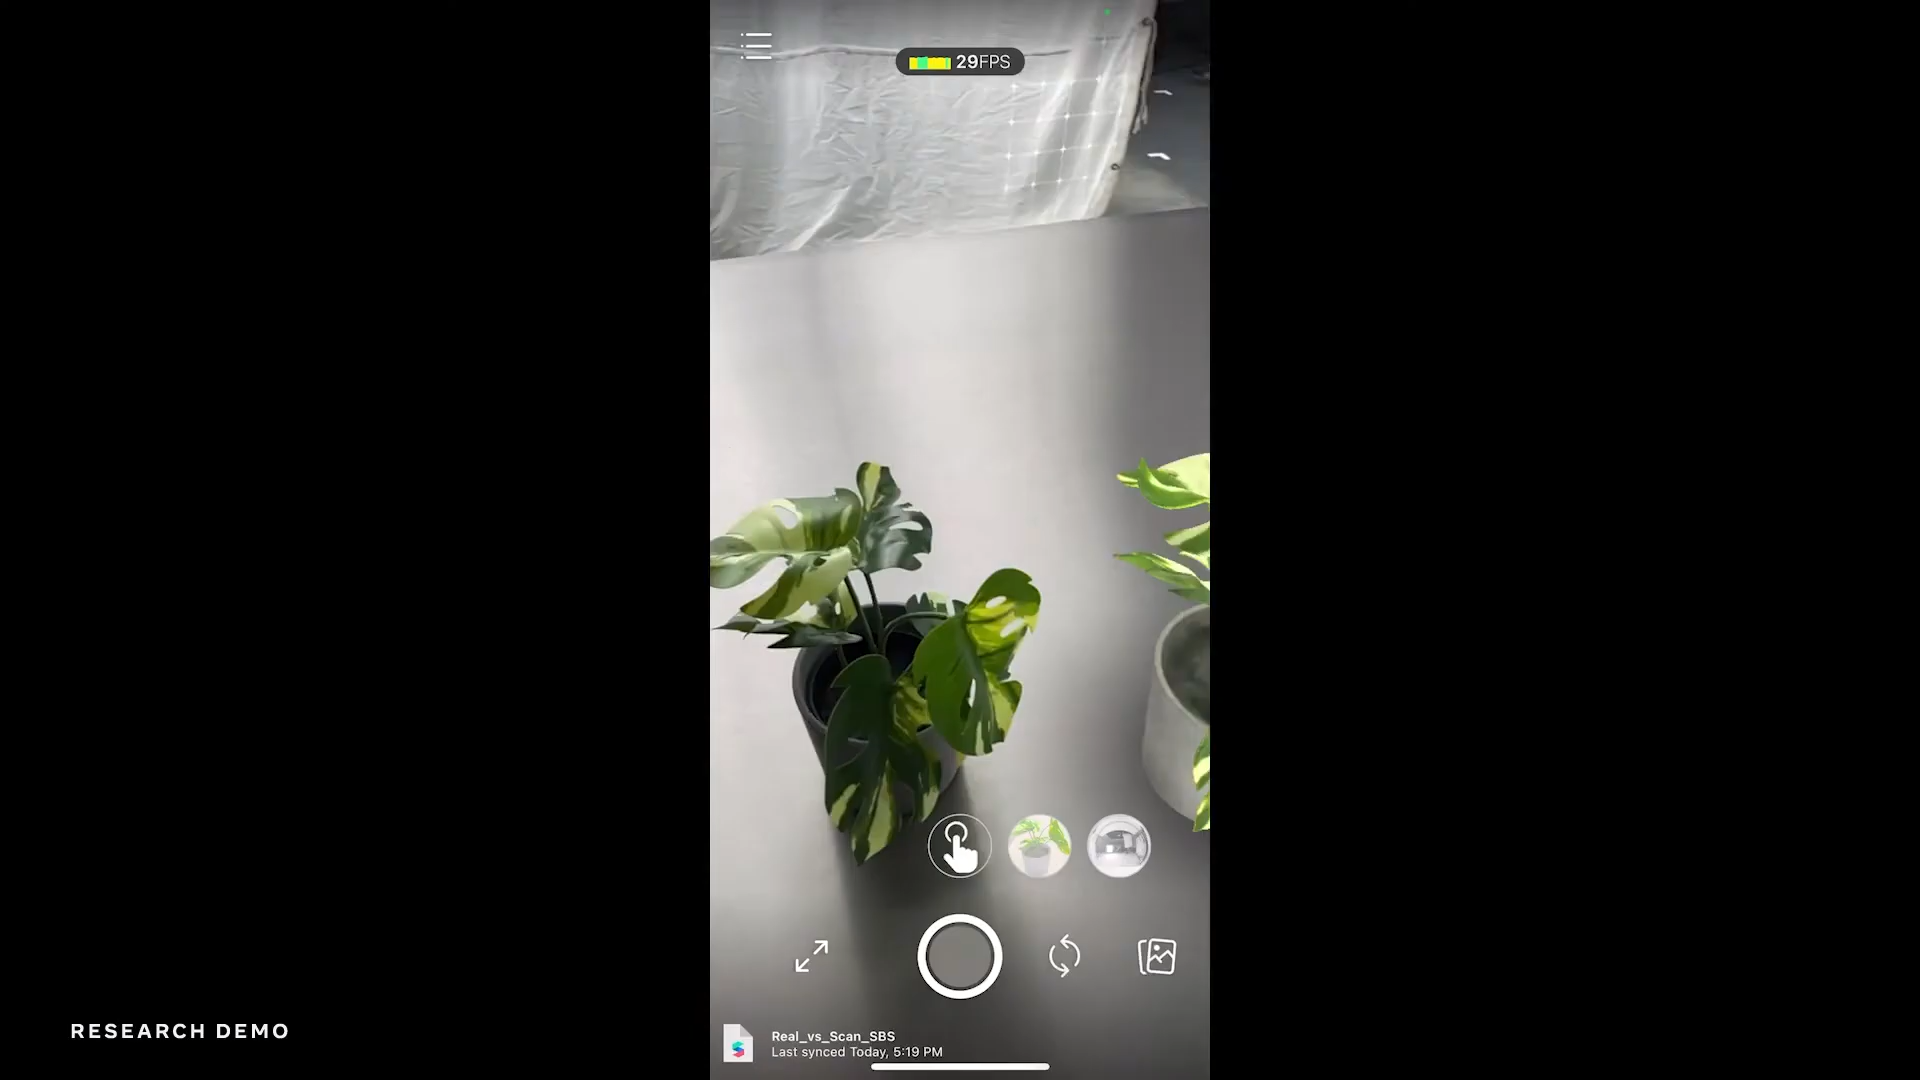 29FPS
RESEARCH DEMO
Real_vs_Scan_SBS
Last synced Today, 5:19 PM